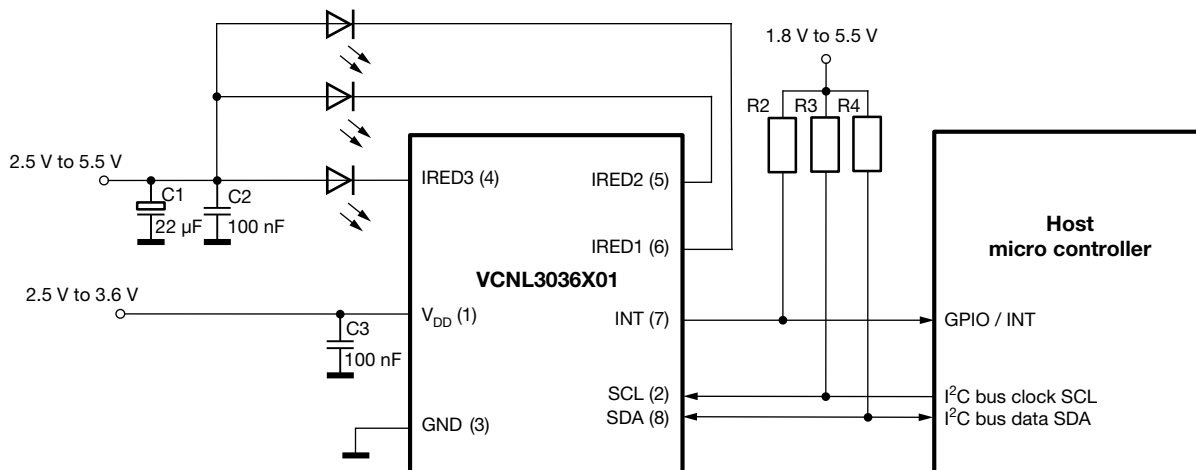 1.8 V to 5.5 V
R2 R3 R4
2.5 V to 5.5 V
C1
22 µF
C2
100 nF
IRED3 (4)
IRED2 (5)
IRED1 (6)
Host
micro controller
VCNL3036X01
2.5 V to 3.6 V
C3
100 nF
V_DD (1)
INT (7)
GPIO / INT
SCL (2)
I²C bus clock SCL
GND (3)
SDA (8)
I²C bus data SDA